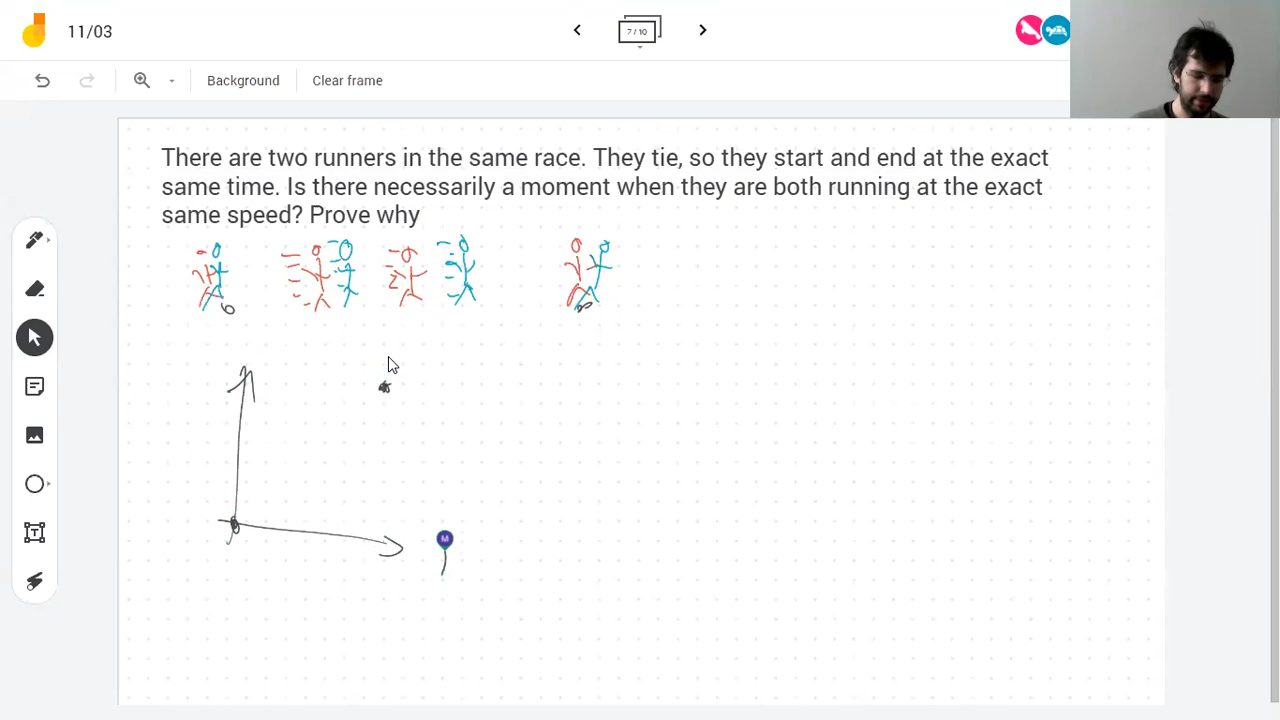 11/03
7 / 10
Background
Clear frame
There are two runners in the same race. They tie, so they start and end at the exact
same time. Is there necessarily a moment when they are both running at the exact
same speed? Prove why
M